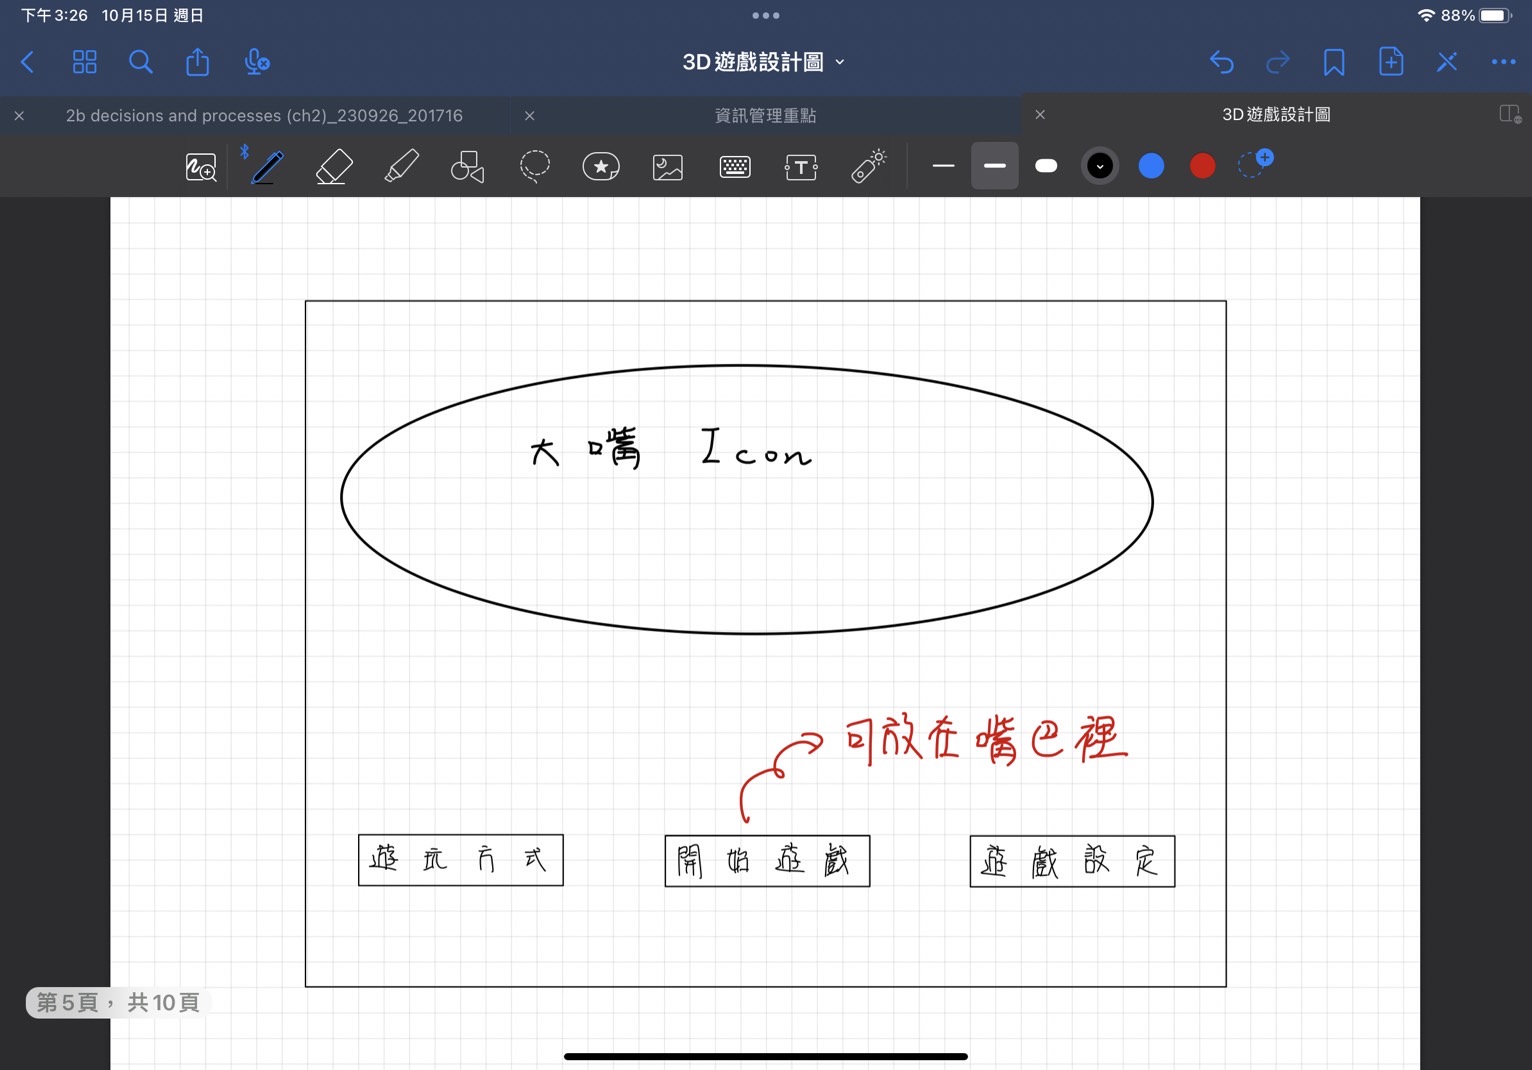 下午3:26 10月15日 週日
88%
3D遊戲設計圖
2b decisions and processes (ch2)_230926_201716
資訊管理重點
3D遊戲設計圖
大嘴 Icon
可放在嘴巴裡
遊玩方式
開始遊戲
遊戲設定
第5頁，共10頁